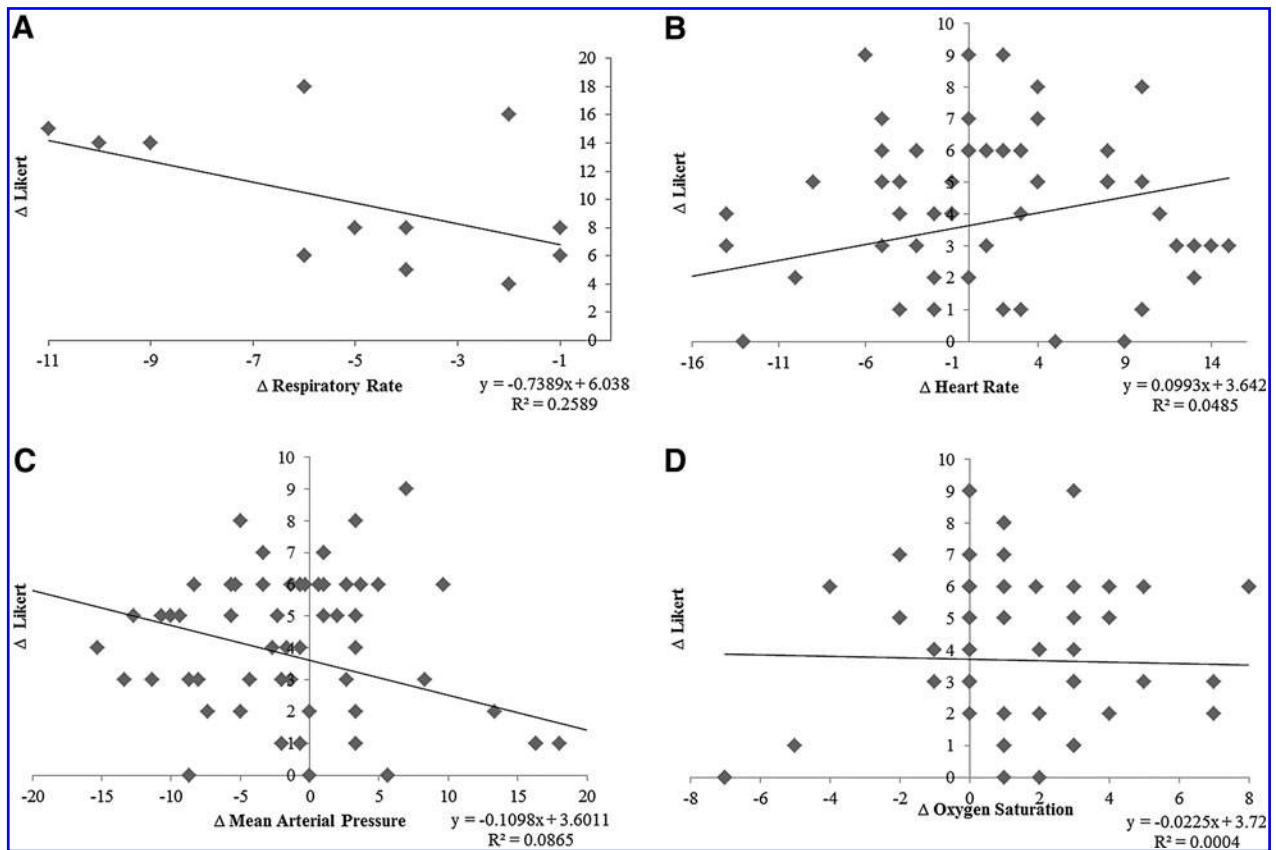 A
Δ Likert
20
18
16
14
12
10
8
6
4
2
0
-11 -9 -7 -5 -3 -1
Δ Respiratory Rate
y = -0.7389x + 6.038
R² = 0.2589
B
Δ Likert
10
9
8
7
6
5
4
3
2
1
0
-16 -11 -6 -1 4 9 14
Δ Heart Rate
y = 0.0993x + 3.642
R² = 0.0485
C
Δ Likert
10
9
8
7
6
5
4
3
2
1
0
-20 -15 -10 -5 0 5 10 15 20
Δ Mean Arterial Pressure
y = -0.1098x + 3.6011
R² = 0.0865
D
Δ Likert
10
9
8
7
6
5
4
3
2
1
0
-8 -6 -4 -2 0 2 4 6 8
Δ Oxygen Saturation
y = -0.0225x + 3.72
R² = 0.0004